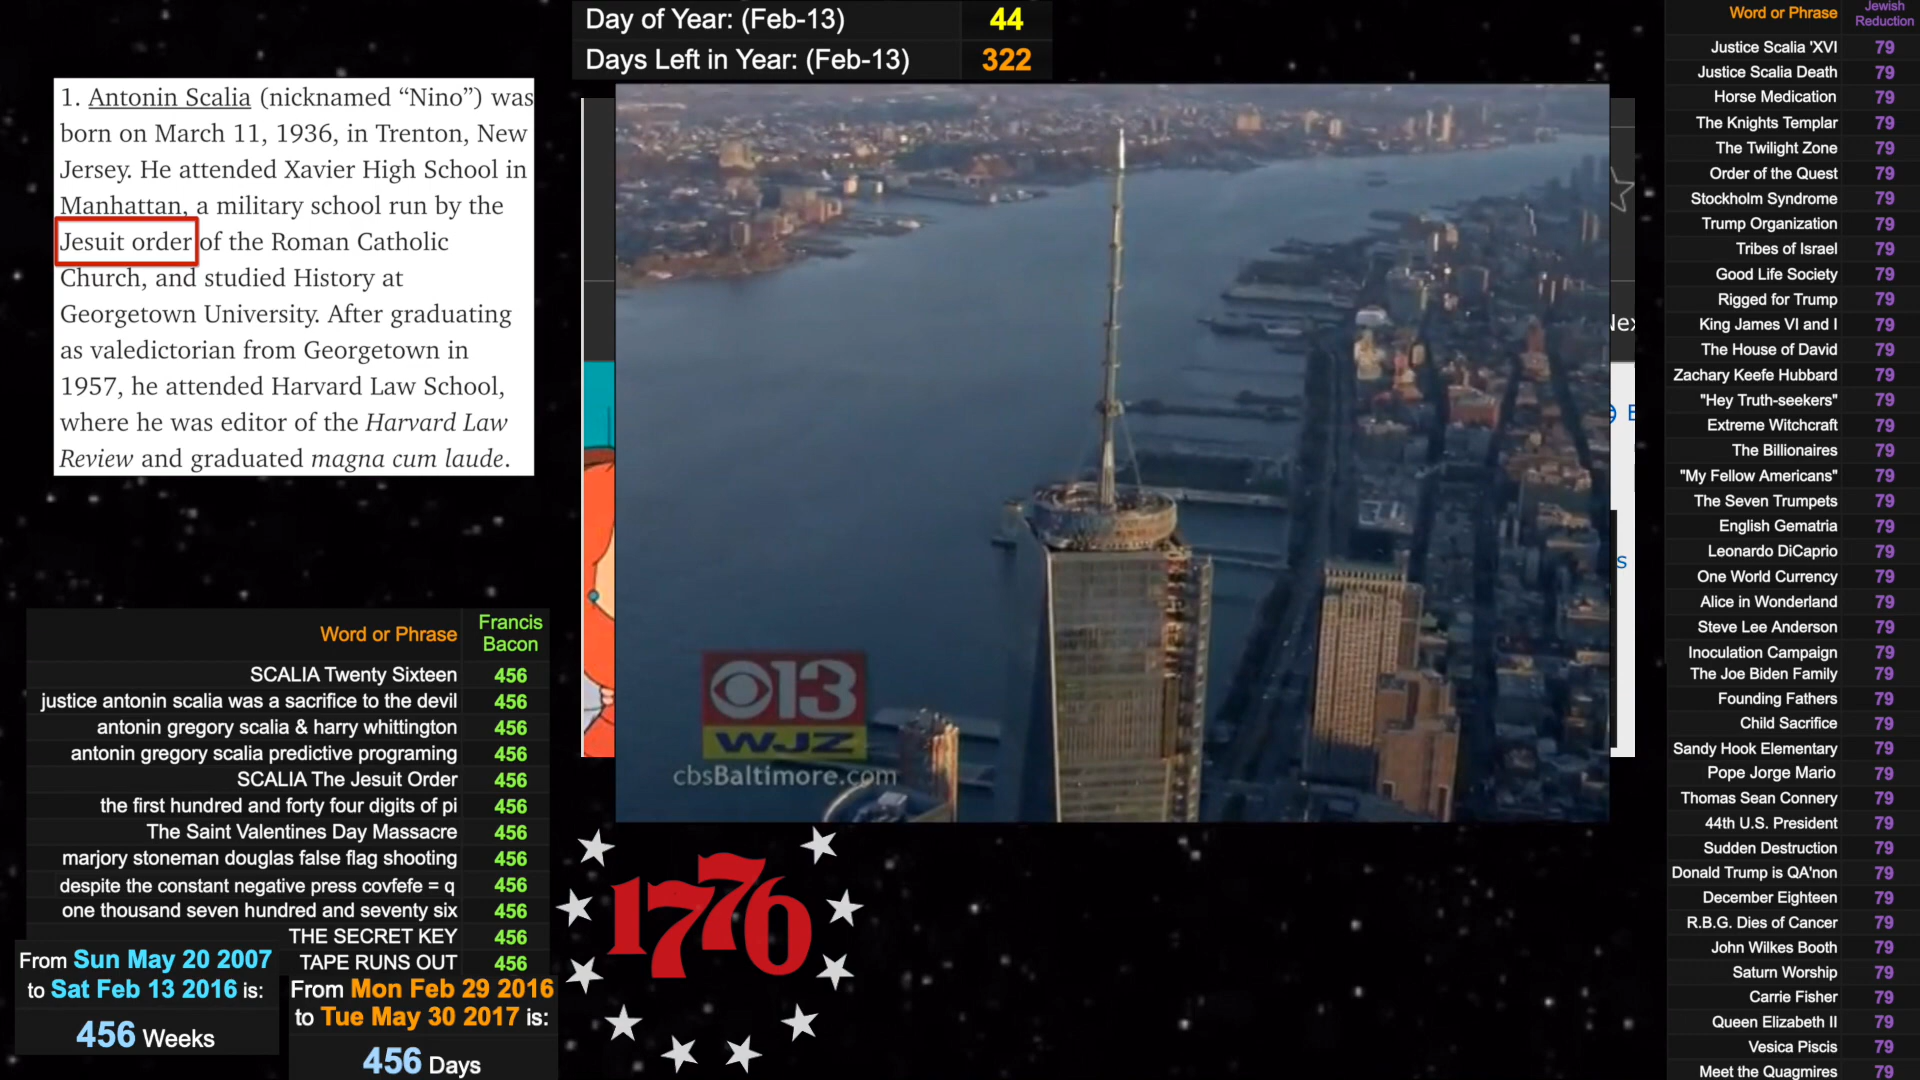 Day of Year: (Feb-13) 44
Days Left in Year: (Feb-13) 322
1. Antonin Scalia (nicknamed “Nino”) was
born on March 11, 1936, in Trenton, New
Jersey. He attended Xavier High School in
Manhattan, a military school run by the
Jesuit order of the Roman Catholic
Church, and studied History at
Georgetown University. After graduating
as valedictorian from Georgetown in
1957, he attended Harvard Law School,
where he was editor of the Harvard Law
Review and graduated magna cum laude.
Word or Phrase Francis Bacon
SCALIA Twenty Sixteen 456
justice antonin scalia was a sacrifice to the devil 456
antonin gregory scalia & harry whittington 456
antonin gregory scalia predictive programing 456
SCALIA The Jesuit Order 456
the first hundred and forty four digits of pi 456
The Saint Valentines Day Massacre 456
marjory stoneman douglas false flag shooting 456
despite the constant negative press covfefe = q 456
one thousand seven hundred and seventy six 456
THE SECRET KEY 456
TAPE RUNS OUT 456
From Sun May 20 2007
to Sat Feb 13 2016 is:
456 Weeks
From Mon Feb 29 2016
to Tue May 30 2017 is:
456 Days
13
WJZ
cbsBaltimore.com
1776
Word or Phrase Jewish Reduction
Justice Scalia 'XVI 79
Justice Scalia Death 79
Horse Medication 79
The Knights Templar 79
The Twilight Zone 79
Order of the Quest 79
Stockholm Syndrome 79
Trump Organization 79
Tribes of Israel 79
Good Life Society 79
Rigged for Trump 79
King James VI and I 79
The House of David 79
Zachary Keefe Hubbard 79
"Hey Truth-seekers" 79
Extreme Witchcraft 79
The Billionaires 79
"My Fellow Americans" 79
The Seven Trumpets 79
English Gematria 79
Leonardo DiCaprio 79
One World Currency 79
Alice in Wonderland 79
Steve Lee Anderson 79
Inoculation Campaign 79
The Joe Biden Family 79
Founding Fathers 79
Child Sacrifice 79
Sandy Hook Elementary 79
Pope Jorge Mario 79
Thomas Sean Connery 79
44th U.S. President 79
Sudden Destruction 79
Donald Trump is QA'non 79
December Eighteen 79
R.B.G. Dies of Cancer 79
John Wilkes Booth 79
Saturn Worship 79
Carrie Fisher 79
Queen Elizabeth II 79
Vesica Piscis 79
Meet the Quagmires 79